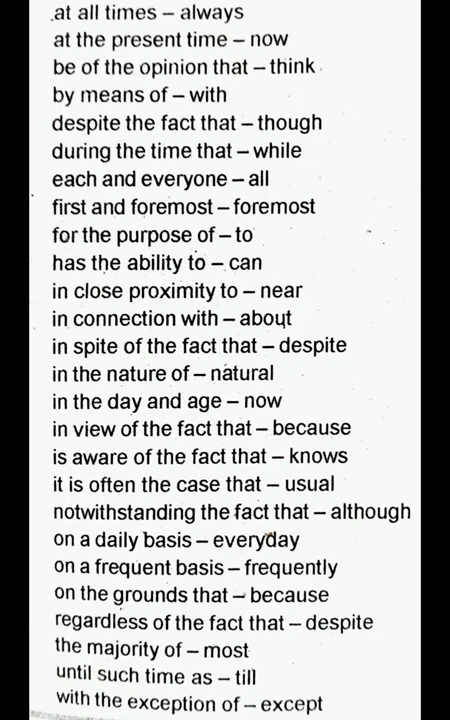 at all times – always
at the present time – now
be of the opinion that – think
by means of – with
despite the fact that – though
during the time that – while
each and everyone – all
first and foremost – foremost
for the purpose of – to
has the ability to – can
in close proximity to – near
in connection with – about
in spite of the fact that – despite
in the nature of – natural
in the day and age – now
in view of the fact that – because
is aware of the fact that – knows
it is often the case that – usual
notwithstanding the fact that – although
on a daily basis – everyday
on a frequent basis – frequently
on the grounds that – because
regardless of the fact that – despite
the majority of – most
until such time as – till
with the exception of – except